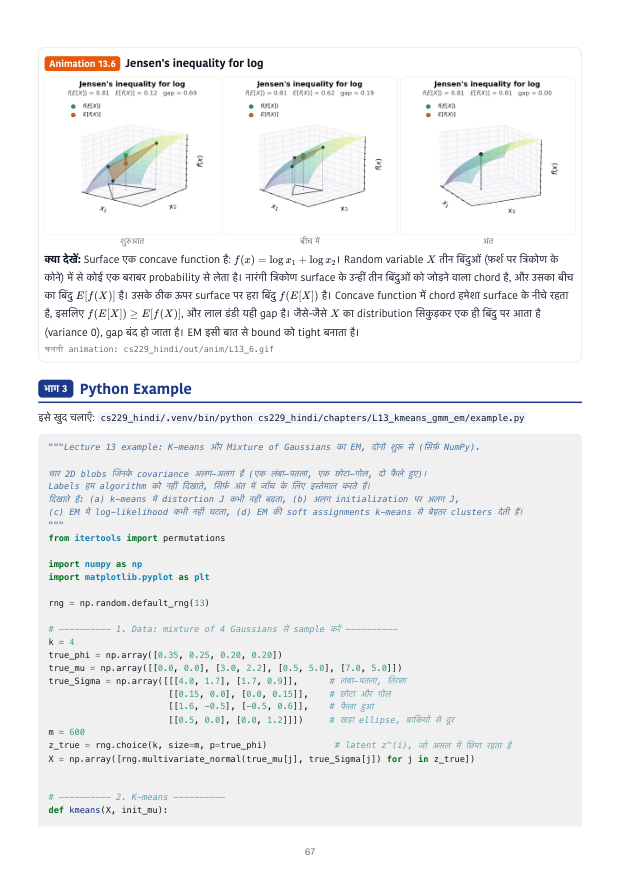 Animation 13.6 Jensen's inequality for log
Jensen's inequality for log
f(E[X]) = 0.81 E[f(X)] = 0.12 gap = 0.69
f(E[X])
E[f(X)]
f(x)
x₁
x₂
Jensen's inequality for log
f(E[X]) = 0.81 E[f(X)] = 0.62 gap = 0.19
f(E[X])
E[f(X)]
f(x)
x₁
x₂
Jensen's inequality for log
f(E[X]) = 0.81 E[f(X)] = 0.81 gap = 0.00
f(E[X])
E[f(X)]
f(x)
x₁
x₂
शुरुआत
बीच में
अंत
क्या देखें: Surface एक concave function है: f(x) = log x₁ + log x₂। Random variable X तीन बिंदुओं (फ़र्श पर त्रिकोण के
कोने) में से कोई एक बराबर probability से लेता है। नारंगी त्रिकोण surface के उन्हीं तीन बिंदुओं को जोड़ने वाला chord है, और उसका बीच
का बिंदु E[f(X)] है। उसके ठीक ऊपर surface पर हरा बिंदु f(E[X]) है। Concave function में chord हमेशा surface के नीचे रहता
है, इसलिए f(E[X]) ≥ E[f(X)], और लाल डंडी यही gap है। जैसे-जैसे X का distribution सिकुड़कर एक ही बिंदु पर आता है
(variance 0), gap बंद हो जाता है। EM इसी बात से bound को tight बनाता है।
चलती animation: cs229_hindi/out/anim/L13_6.gif
भाग 3 Python Example
इसे खुद चलाएँ: cs229_hindi/.venv/bin/python cs229_hindi/chapters/L13_kmeans_gmm_em/example.py
"""Lecture 13 example: K-means और Mixture of Gaussians का EM, दोनों शुरू से (सिर्फ़ NumPy).
चार 2D blobs जिनके covariance अलग-अलग हैं (एक लंबा-पतला, एक छोटा-गोल, दो फैले हुए)।
Labels हम algorithm को नहीं दिखाते, सिर्फ़ अंत में जाँच के लिए इस्तेमाल करते हैं।
दिखाते हैं: (a) k-means में distortion J कभी नहीं बढ़ता, (b) अलग initialization पर अलग J,
(c) EM में log-likelihood कभी नहीं घटता, (d) EM की soft assignments k-means से बेहतर clusters देती हैं।
"""
from itertools import permutations
import numpy as np
import matplotlib.pyplot as plt
rng = np.random.default_rng(13)
# ---------- 1. Data: mixture of 4 Gaussians से sample करें ----------
k = 4
true_phi = np.array([0.35, 0.25, 0.20, 0.20])
true_mu = np.array([[0.0, 0.0], [3.0, 2.2], [0.5, 5.0], [7.0, 5.0]])
true_Sigma = np.array([[[4.0, 1.7], [1.7, 0.9]], # लंबा-पतला, तिरछा
[[0.15, 0.0], [0.0, 0.15]], # छोटा और गोल
[[1.6, -0.5], [-0.5, 0.6]], # फैला हुआ
[[0.5, 0.0], [0.0, 1.2]]]) # खड़ा ellipse, बाकियों से दूर
m = 600
z_true = rng.choice(k, size=m, p=true_phi) # latent z^(i), जो असल में छिपा रहता है
X = np.array([rng.multivariate_normal(true_mu[j], true_Sigma[j]) for j in z_true])
# ---------- 2. K-means ----------
def kmeans(X, init_mu):
67